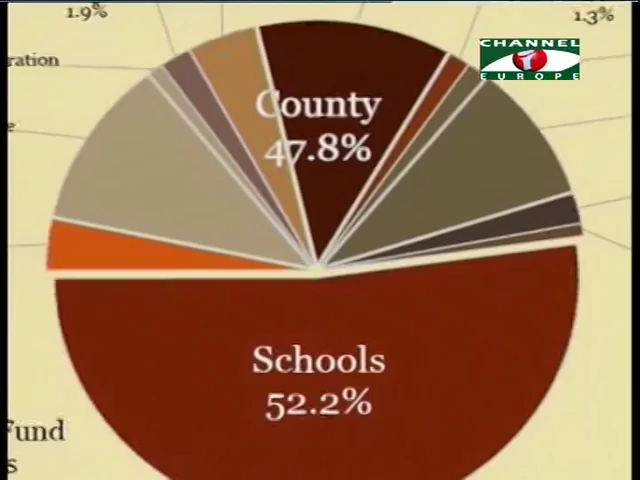 1.9%
1.3%
CHANNEL
EUROPE
ration
County
47.8%
Schools
52.2%
Fund
s